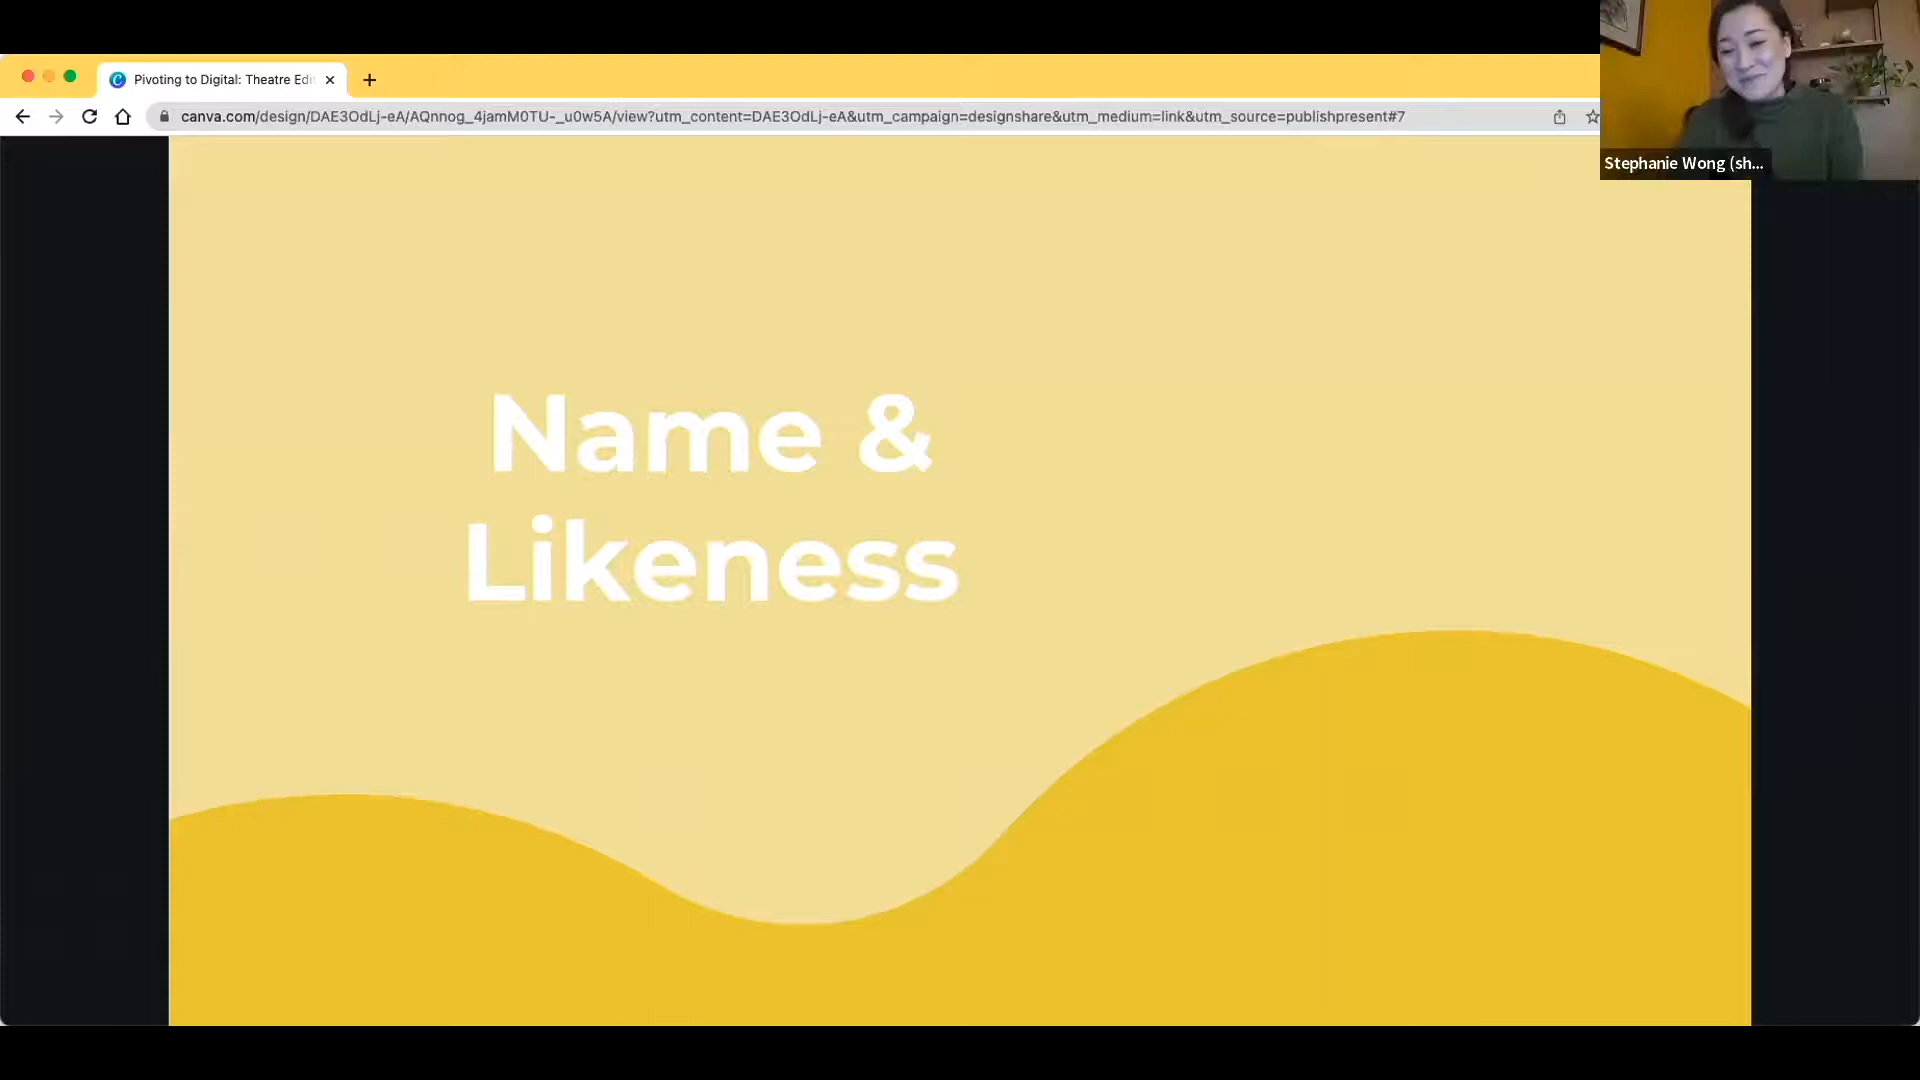 Pivoting to Digital: Theatre Edi
canva.com/design/DAE3OdLj-eA/AQnnog_4jamM0TU-_u0w5A/view?utm_content=DAE3OdLj-eA&utm_campaign=designshare&utm_medium=link&utm_source=publishpresent#7
Stephanie Wong (sh...
Name &
Likeness